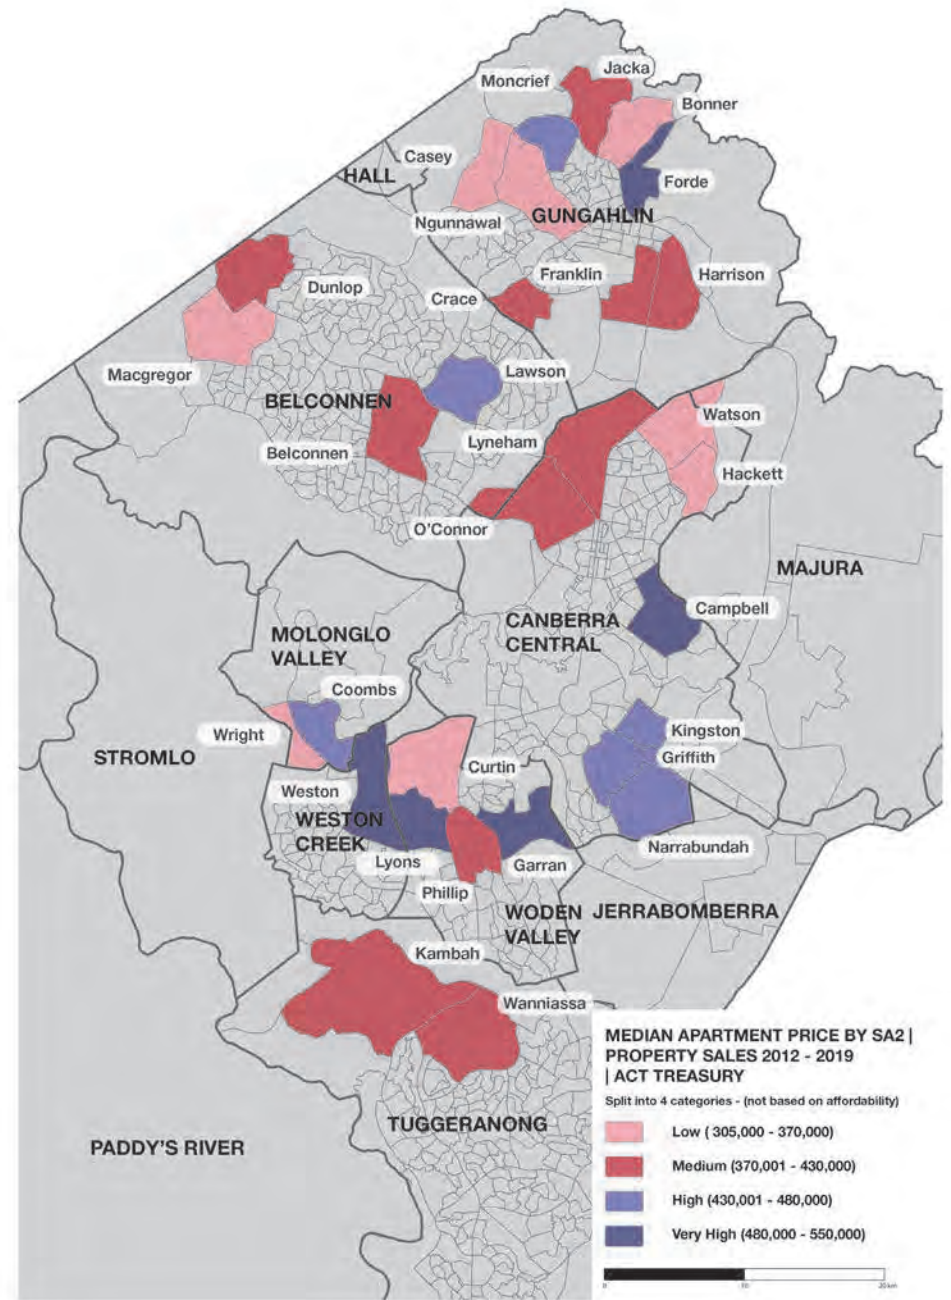 Jacka
Moncrief
Bonner
Casey
HALL
Forde
Ngunnawal
GUNGAHLIN
Franklin
Harrison
Dunlop
Crace
Lawson
Macgregor
BELCONNEN
Watson
Lyneham
Belconnen
Hackett
O'Connor
MAJURA
Campbell
CANBERRA
CENTRAL
MOLONGLO
VALLEY
Coombs
Kingston
Wright
STROMLO
Griffith
Curtin
Weston
WESTON
CREEK
Narrabundah
Lyons
Garran
Phillip
WODEN
VALLEY
JERRABOMBERRA
Kambah
Wanniassa
TUGGERANONG
PADDY'S RIVER
MEDIAN APARTMENT PRICE BY SA2 |
PROPERTY SALES 2012 - 2019
| ACT TREASURY
Split into 4 categories - (not based on affordability)
Low ( 305,000 - 370,000)
Medium (370,001 - 430,000)
High (430,001 - 480,000)
Very High (480,000 - 550,000)
0
10
20 km